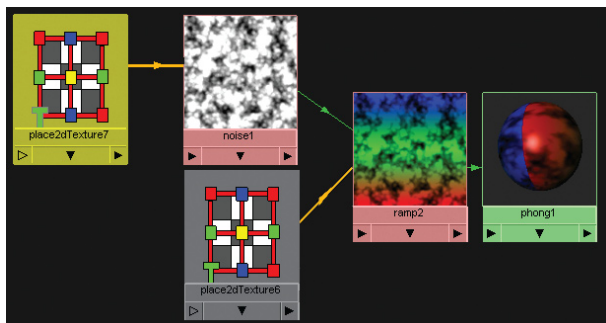 place2dTexture7
noise1
place2dTexture6
ramp2
phong1